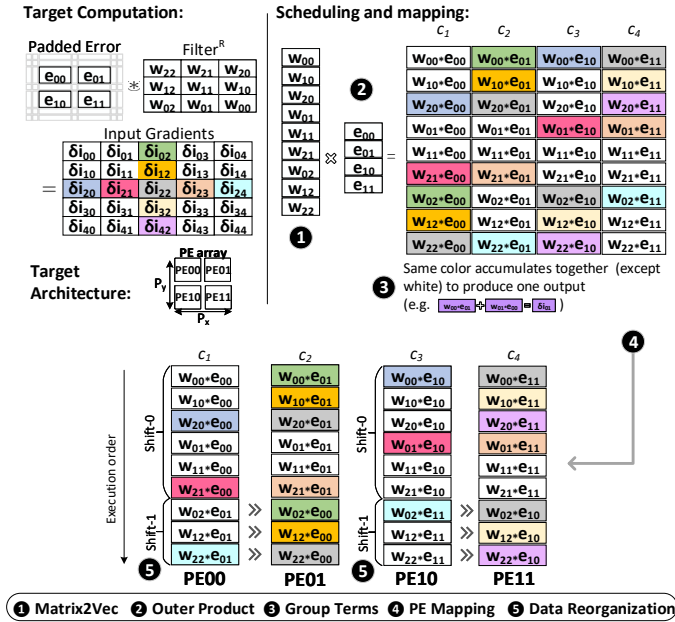 Target Computation:
Padded Error
e00 e01
e10 e11
*
FilterR
w22 w21 w20
w12 w11 w10
w02 w01 w00
Input Gradients
=
δi00 δi01 δi02 δi03 δi04
δi10 δi11 δi12 δi13 δi14
δi20 δi21 δi22 δi23 δi24
δi30 δi31 δi32 δi33 δi34
δi40 δi41 δi42 δi43 δi44
Target
Architecture:
PE array
PE00 PE01
PE10 PE11
Py
Px
Scheduling and mapping:
w00
w10
w20
w01
w11
w21
w02
w12
w22
1
×
e00
e01
e10
e11
2
=
c1 c2 c3 c4
w00*e00 w00*e01 w00*e10 w00*e11
w10*e00 w10*e01 w10*e10 w10*e11
w20*e00 w20*e01 w20*e10 w20*e11
w01*e00 w01*e01 w01*e10 w01*e11
w11*e00 w11*e01 w11*e10 w11*e11
w21*e00 w21*e01 w21*e10 w21*e11
w02*e00 w02*e01 w02*e10 w02*e11
w12*e00 w12*e01 w12*e10 w12*e11
w22*e00 w22*e01 w22*e10 w22*e11
3
Same color accumulates together (except
white) to produce one output
(e.g. w00*e01 + w01*e00 = δi01 )
4
Execution order
Shift-0
Shift-1
c1 c2
w00*e00 w00*e01
w10*e00 w10*e01
w20*e00 w20*e01
w01*e00 w01*e01
w11*e00 w11*e01
w21*e00 w21*e01
w02*e01 » w02*e00
w12*e01 » w12*e00
w22*e01 » w22*e00
5 PE00 PE01
Shift-0
Shift-1
c3 c4
w00*e10 w00*e11
w10*e10 w10*e11
w20*e10 w20*e11
w01*e10 w01*e11
w11*e10 w11*e11
w21*e10 w21*e11
w02*e11 » w02*e10
w12*e11 » w12*e10
w22*e11 » w22*e10
5 PE10 PE11
1 Matrix2Vec 2 Outer Product 3 Group Terms 4 PE Mapping 5 Data Reorganization